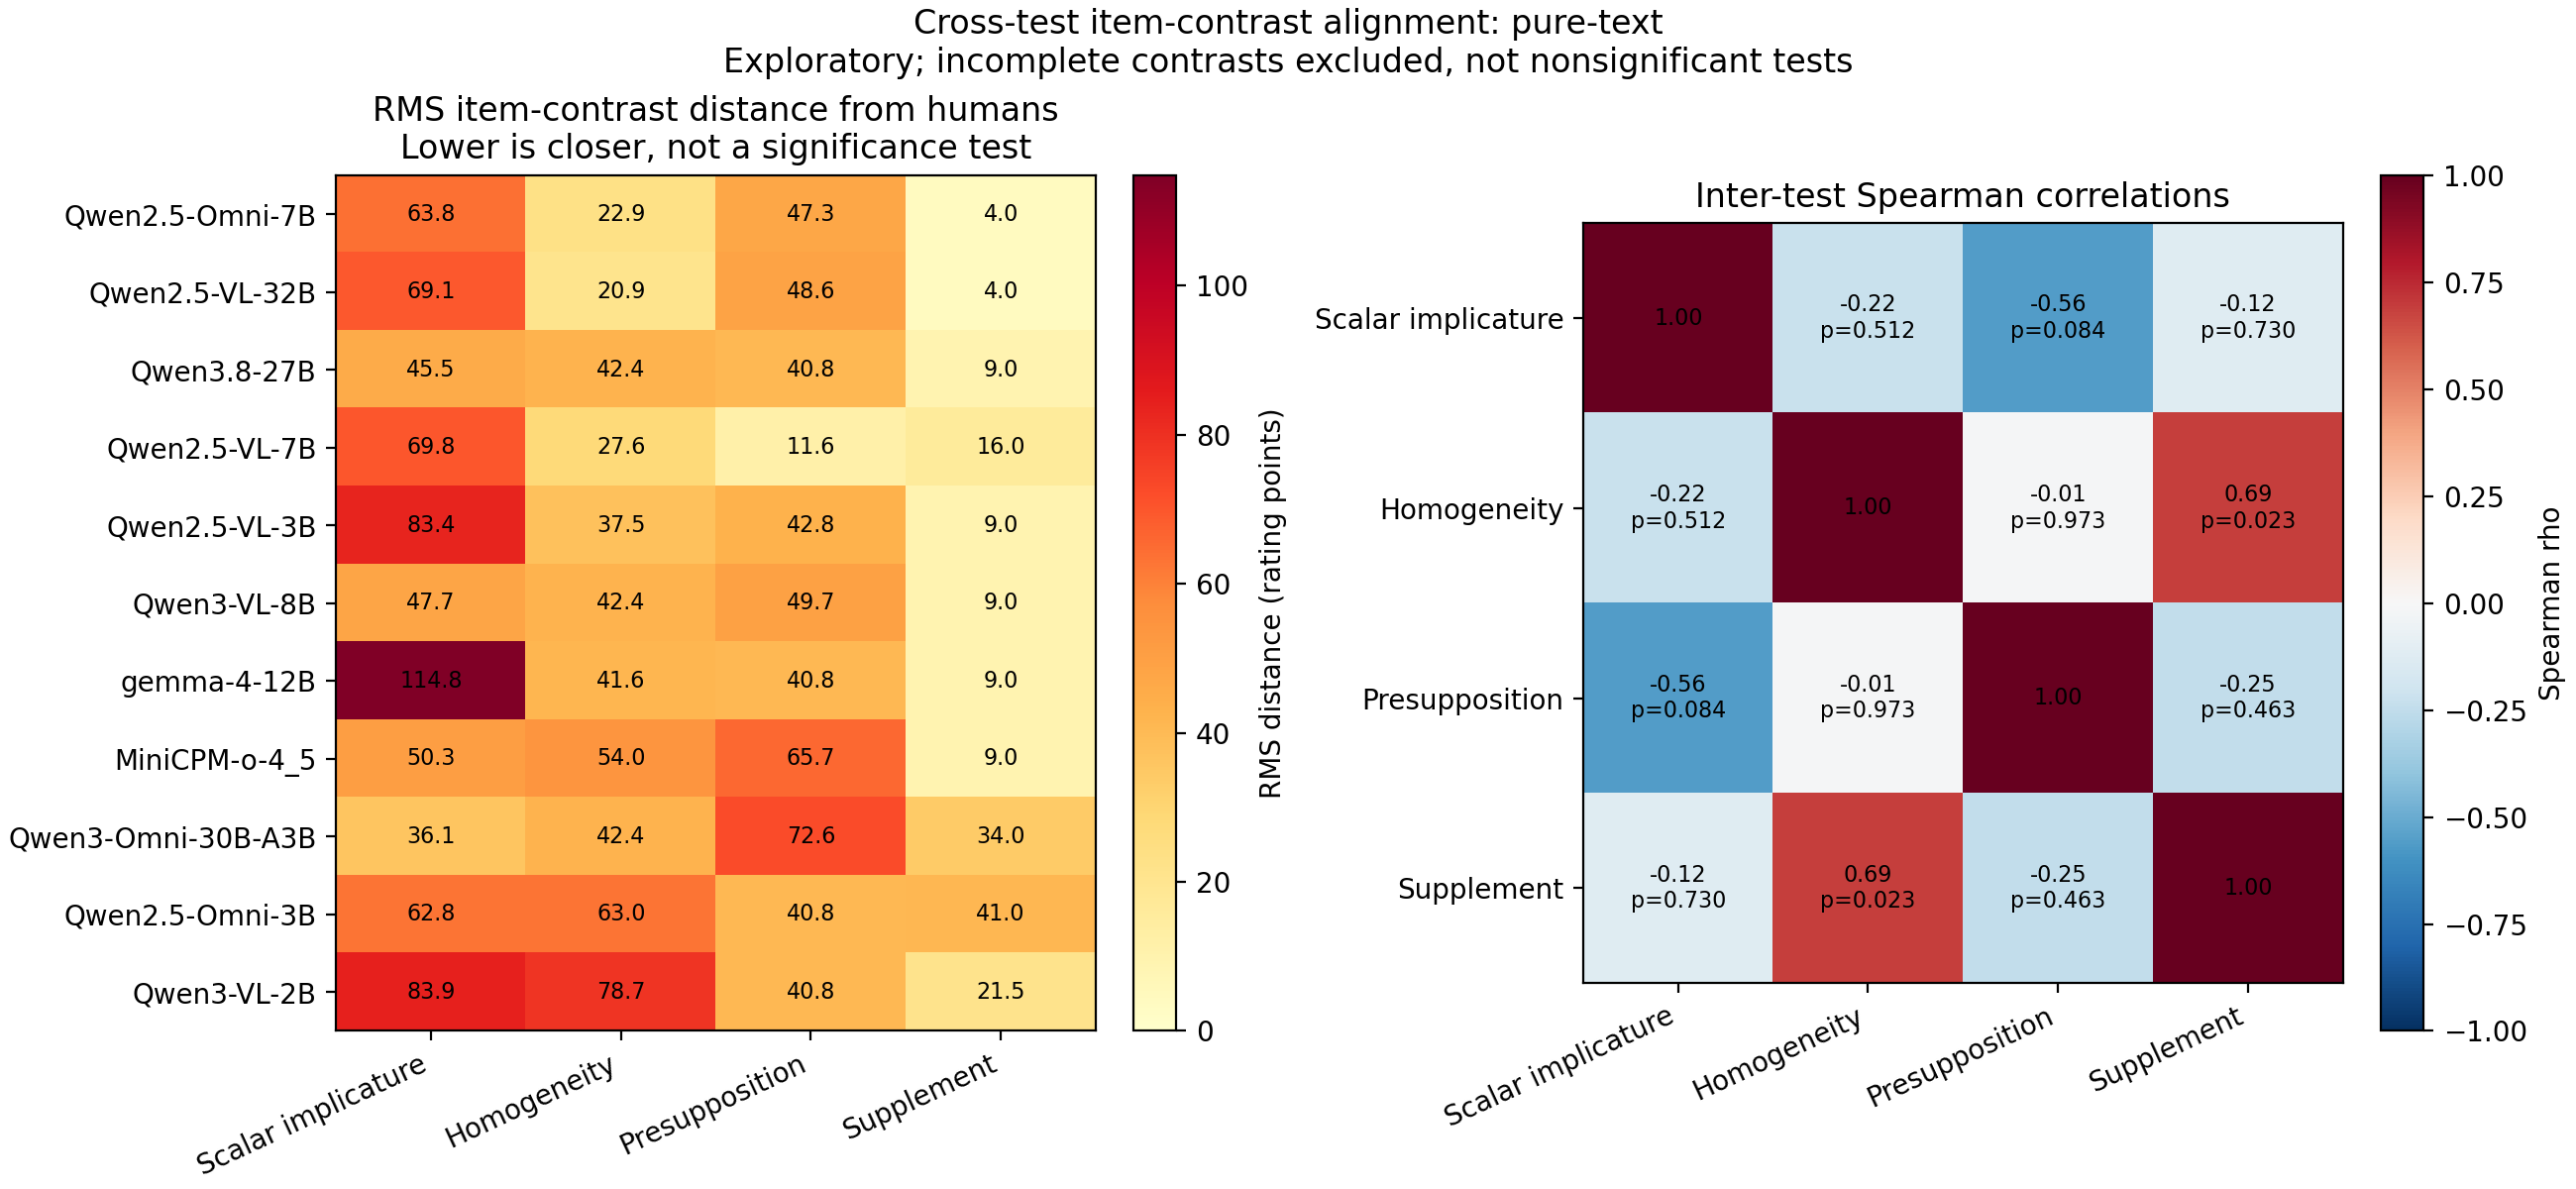 Cross-test item-contrast alignment: pure-text
Exploratory; incomplete contrasts excluded, not nonsignificant tests
RMS item-contrast distance from humans
Lower is closer, not a significance test
Qwen2.5-Omni-7B 63.8 22.9 47.3 4.0
Qwen2.5-VL-32B 69.1 20.9 48.6 4.0
Qwen3.8-27B 45.5 42.4 40.8 9.0
Qwen2.5-VL-7B 69.8 27.6 11.6 16.0
Qwen2.5-VL-3B 83.4 37.5 42.8 9.0
Qwen3-VL-8B 47.7 42.4 49.7 9.0
gemma-4-12B 114.8 41.6 40.8 9.0
MiniCPM-o-4_5 50.3 54.0 65.7 9.0
Qwen3-Omni-30B-A3B 36.1 42.4 72.6 34.0
Qwen2.5-Omni-3B 62.8 63.0 40.8 41.0
Qwen3-VL-2B 83.9 78.7 40.8 21.5
Scalar implicature Homogeneity Presupposition Supplement
100
80
60
40
20
0
RMS distance (rating points)
Inter-test Spearman correlations
Scalar implicature 1.00 -0.22 -0.56 -0.12
p=0.512 p=0.084 p=0.730
Homogeneity -0.22 1.00 -0.01 0.69
p=0.512 p=0.973 p=0.023
Presupposition -0.56 -0.01 1.00 -0.25
p=0.084 p=0.973 p=0.463
Supplement -0.12 0.69 -0.25 1.00
p=0.730 p=0.023 p=0.463
Scalar implicature Homogeneity Presupposition Supplement
1.00
0.75
0.50
0.25
0.00
−0.25
−0.50
−0.75
−1.00
Spearman rho